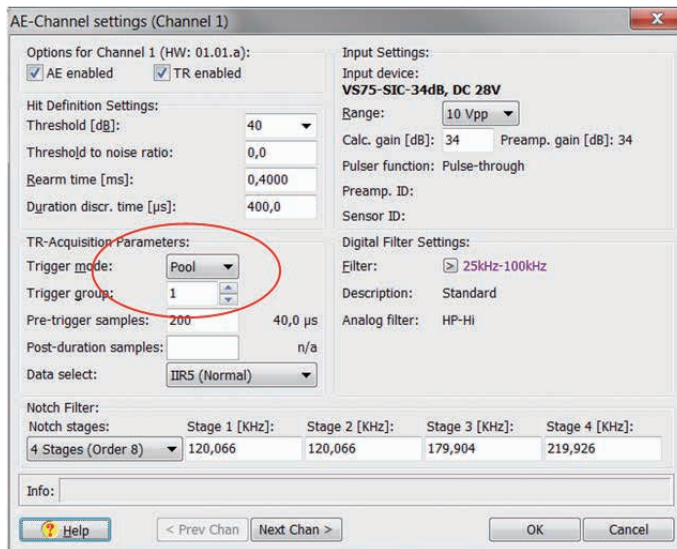 AE-Channel settings (Channel 1)
Options for Channel 1 (HW: 01.01.a):
AE enabled TR enabled
Hit Definition Settings:
Threshold [dB]: 40
Threshold to noise ratio: 0,0
Rearm time [ms]: 0,4000
Duration discr. time [µs]: 400,0
Input Settings:
Input device:
VS75-SIC-34dB, DC 28V
Range: 10 Vpp
Calc. gain [dB]: 34 Preamp. gain [dB]: 34
Pulser function: Pulse-through
Preamp. ID:
Sensor ID:
TR-Acquisition Parameters:
Trigger mode: Pool
Trigger group: 1
Pre-trigger samples: 200 40,0 µs
Post-duration samples: n/a
Data select: IIR5 (Normal)
Digital Filter Settings:
Filter: > 25kHz-100kHz
Description: Standard
Analog filter: HP-Hi
Notch Filter:
Notch stages: Stage 1 [KHz]: Stage 2 [KHz]: Stage 3 [KHz]: Stage 4 [KHz]:
4 Stages (Order 8) 120,066 120,066 179,904 219,926
Info:
? Help < Prev Chan Next Chan > OK Cancel